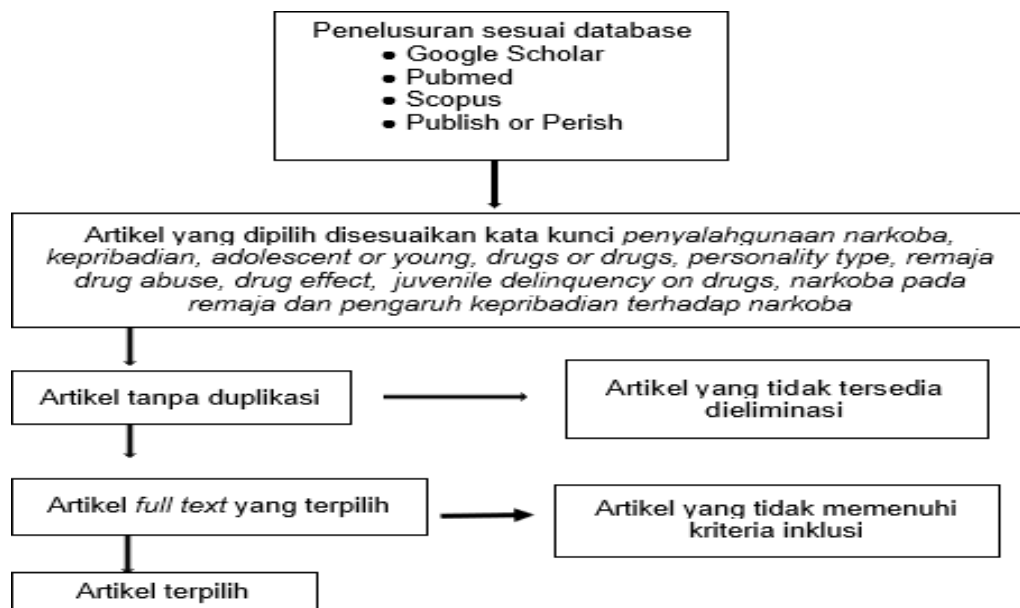 Penelusuran sesuai database
● Google Scholar
● Pubmed
● Scopus
● Publish or Perish
Artikel yang dipilih disesuaikan kata kunci penyalahgunaan narkoba,
kepribadian, adolescent or young, drugs or drugs, personality type, remaja
drug abuse, drug effect, juvenile delinquency on drugs, narkoba pada
remaja dan pengaruh kepribadian terhadap narkoba
Artikel tanpa duplikasi
Artikel yang tidak tersedia
dieliminasi
Artikel full text yang terpilih
Artikel yang tidak memenuhi
kriteria inklusi
Artikel terpilih